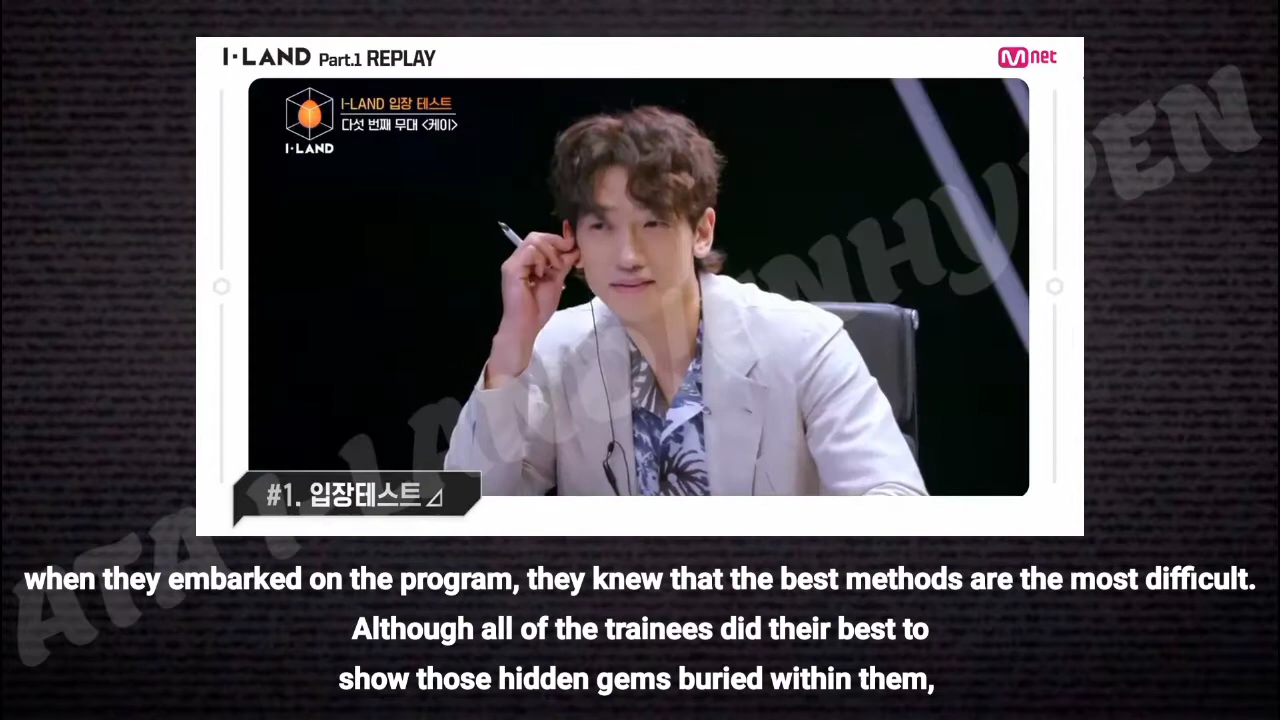 I·LAND Part.1 REPLAY
Mnet
I-LAND 입장 테스트
다섯 번째 무대 <케이>
I·LAND
#1. 입장테스트
when they embarked on the program, they knew that the best methods are the most difficult.
Although all of the trainees did their best to
show those hidden gems buried within them,